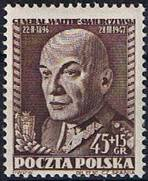 GENERAŁ WALTER-ŚWIERCZEWSKI
22·II·1896 28·III·1947
45+15
GR
POCZTA POLSKA